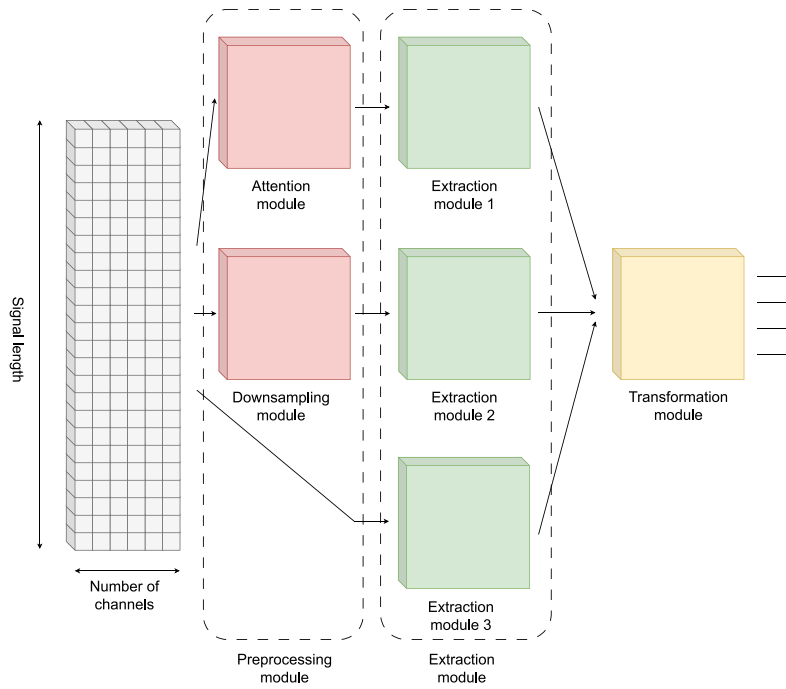 Signal length
Number of
channels
Attention
module
Downsampling
module
Preprocessing
module
Extraction
module 1
Extraction
module 2
Extraction
module 3
Extraction
module
Transformation
module